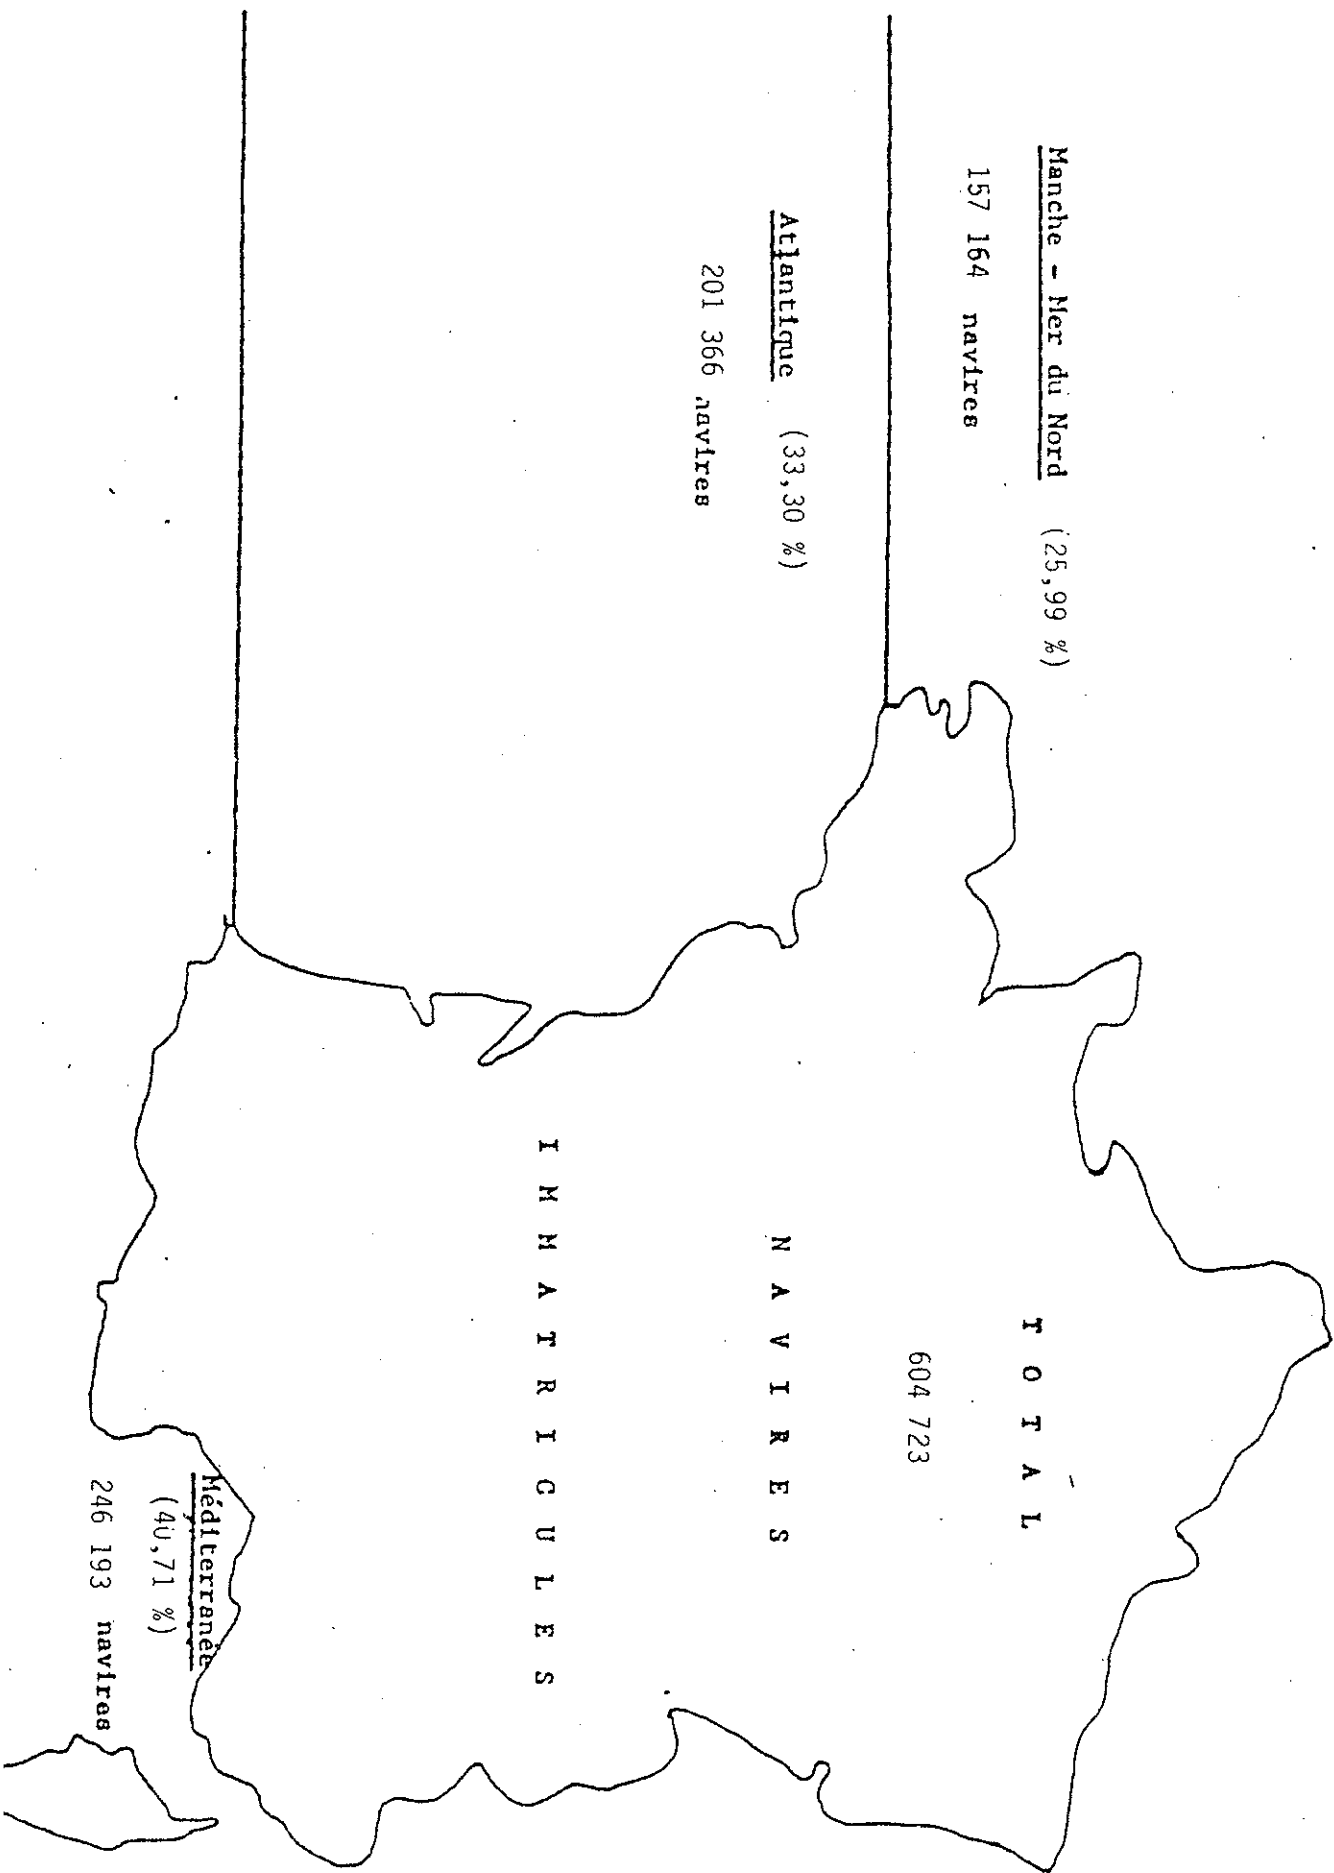 Manche - Mer du Nord (25,99 %)
157 164 navires
Atlantique (33,30 %)
201 366 navires
T O T A L
604 723
N A V I R E S
I M M A T R I C U L E S
Méditerranée
(40,71 %)
246 193 navires